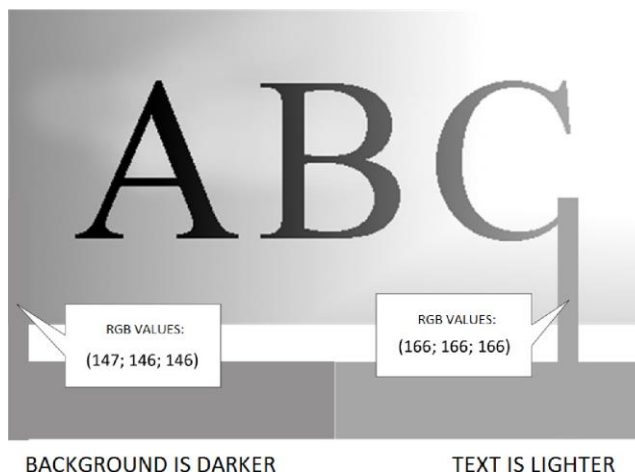 ABC
RGB VALUES:
(147; 146; 146)
RGB VALUES:
(166; 166; 166)
BACKGROUND IS DARKER
TEXT IS LIGHTER